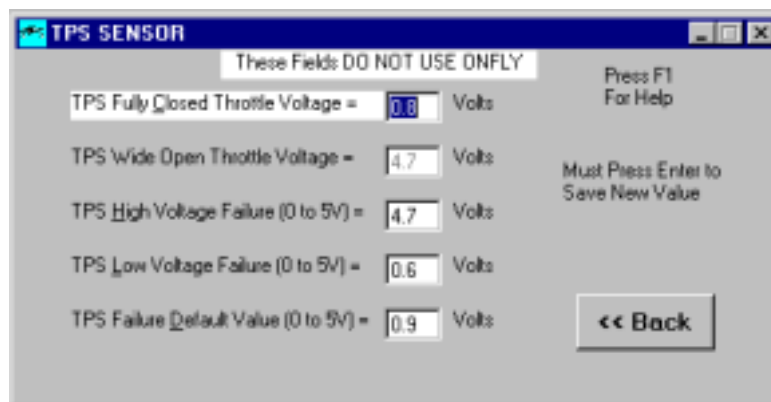 TPS SENSOR
These Fields DO NOT USE ONFLY
Press F1
For Help
TPS Fully Closed Throttle Voltage = 0.8 Volts
TPS Wide Open Throttle Voltage = 4.7 Volts
Must Press Enter to
Save New Value
TPS High Voltage Failure (0 to 5V) = 4.7 Volts
TPS Low Voltage Failure (0 to 5V) = 0.6 Volts
TPS Failure Default Value (0 to 5V) = 0.9 Volts
<< Back